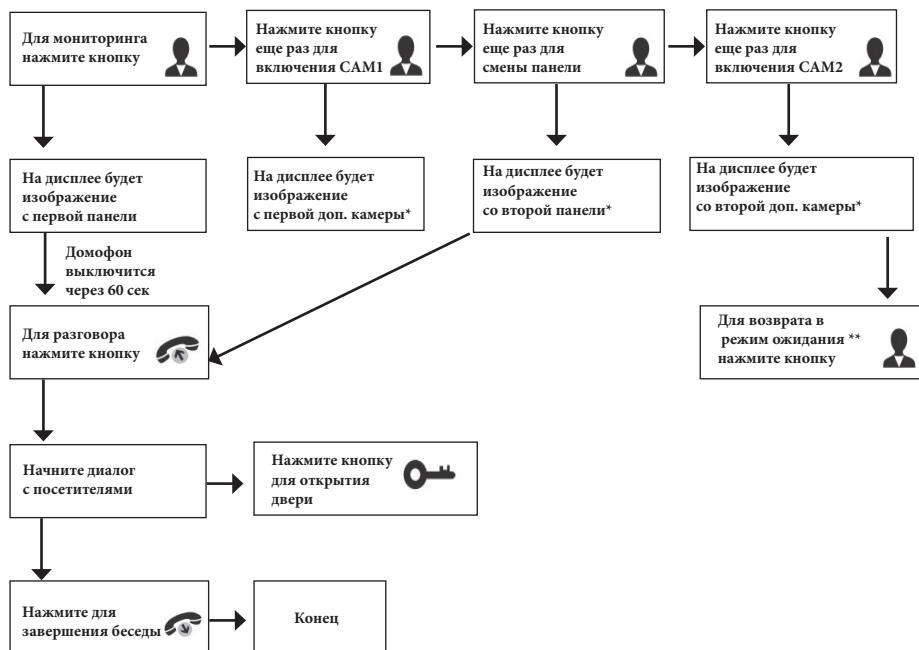 Для мониторинга
нажмите кнопку
Нажмите кнопку
еще раз для
включения CAM1
Нажмите кнопку
еще раз для
смены панели
Нажмите кнопку
еще раз для
включения CAM2
На дисплее будет
изображение
с первой панели
На дисплее будет
изображение
с первой доп. камеры*
На дисплее будет
изображение
со второй панели*
На дисплее будет
изображение
со второй доп. камеры*
Домофон
выключится
через 60 сек
Для разговора
нажмите кнопку
Для возврата в
режим ожидания **
нажмите кнопку
Начните диалог
с посетителями
Нажмите кнопку
для открытия
двери
Нажмите для
завершения беседы
Конец